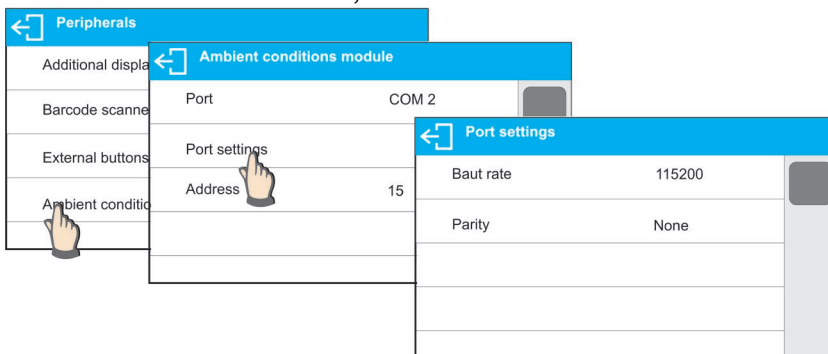 Peripherals
Additional displa
Barcode scanne
External buttons
Ambient conditio
Ambient conditions module
Port COM 2
Port settings
Address 15
Port settings
Baut rate 115200
Parity None